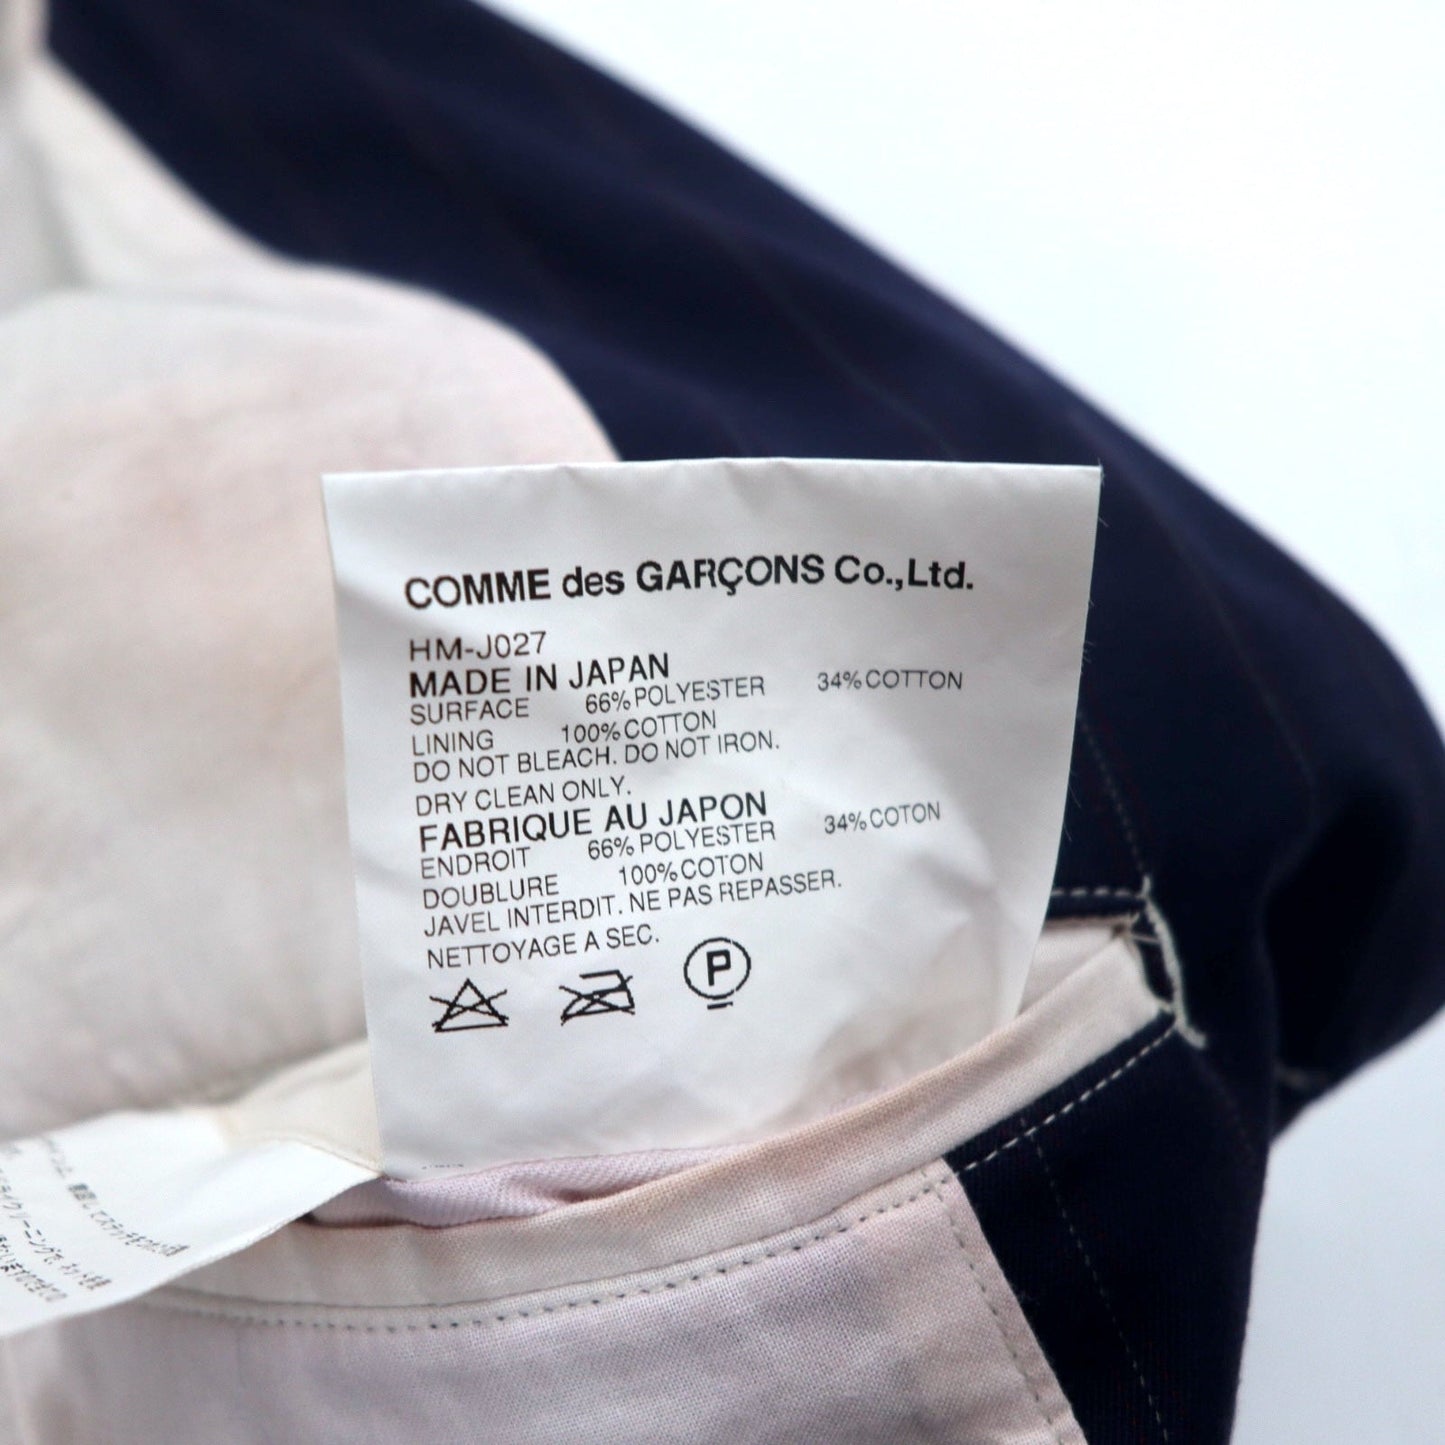 COMME des GARÇONS Co.,Ltd.
HM-J027
MADE IN JAPAN
SURFACE 66%POLYESTER 34%COTTON
LINING 100%COTTON
DO NOT BLEACH. DO NOT IRON.
DRY CLEAN ONLY.
FABRIQUE AU JAPON
ENDROIT 66%POLYESTER 34%COTON
DOUBLURE 100%COTON
JAVEL INTERDIT. NE PAS REPASSER.
NETTOYAGE A SEC.
P